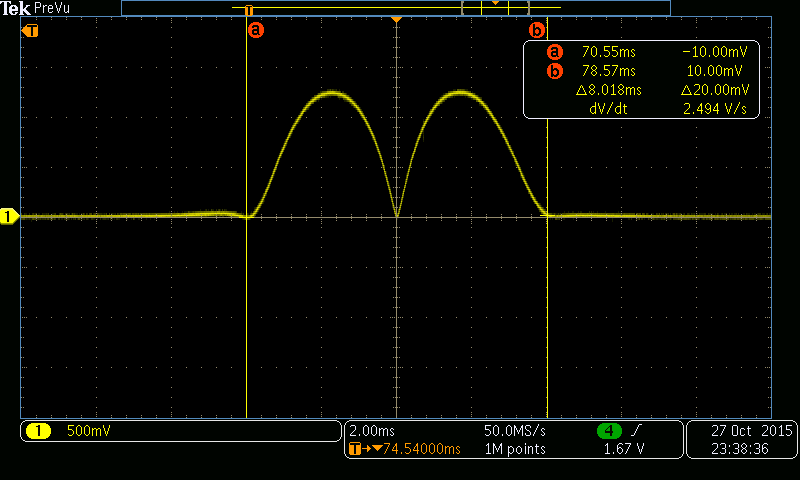 Tek PreVu
T
T
a
b
a 70.55ms −10.00mV
b 78.57ms 10.00mV
△8.018ms △20.00mV
dV/dt 2.494 V/s
1
1 500mV
2.00ms 50.0MS/s 4
T→▼74.54000ms 1M points 1.67 V
27 Oct 2015
23:38:36